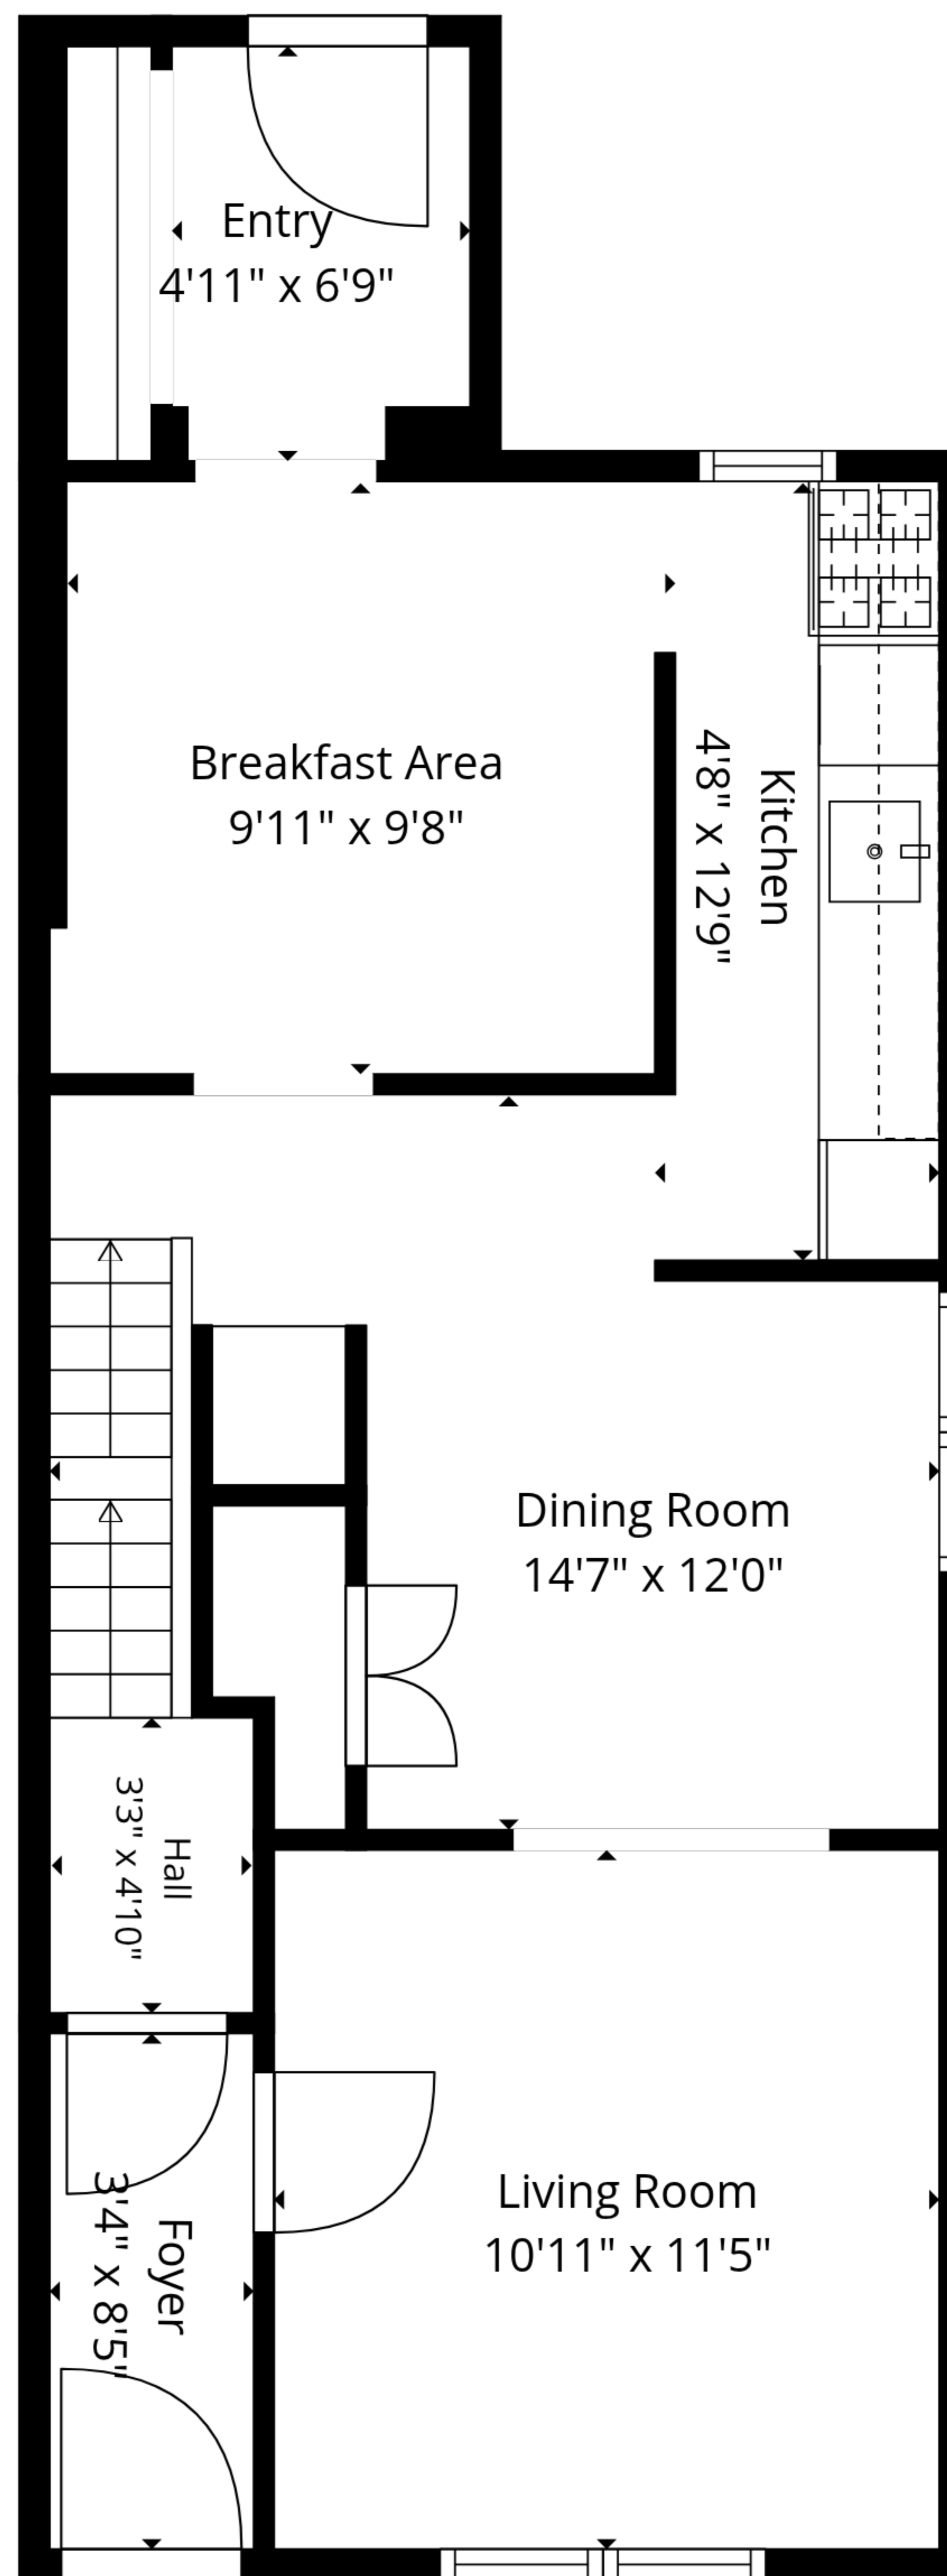 Entry
4'11" x 6'9"
Breakfast Area
9'11" x 9'8"
Kitchen
4'8" x 12'9"
Dining Room
14'7" x 12'0"
Hall
3'3" x 4'10"
Living Room
10'11" x 11'5"
Foyer
3'4" x 8'5"